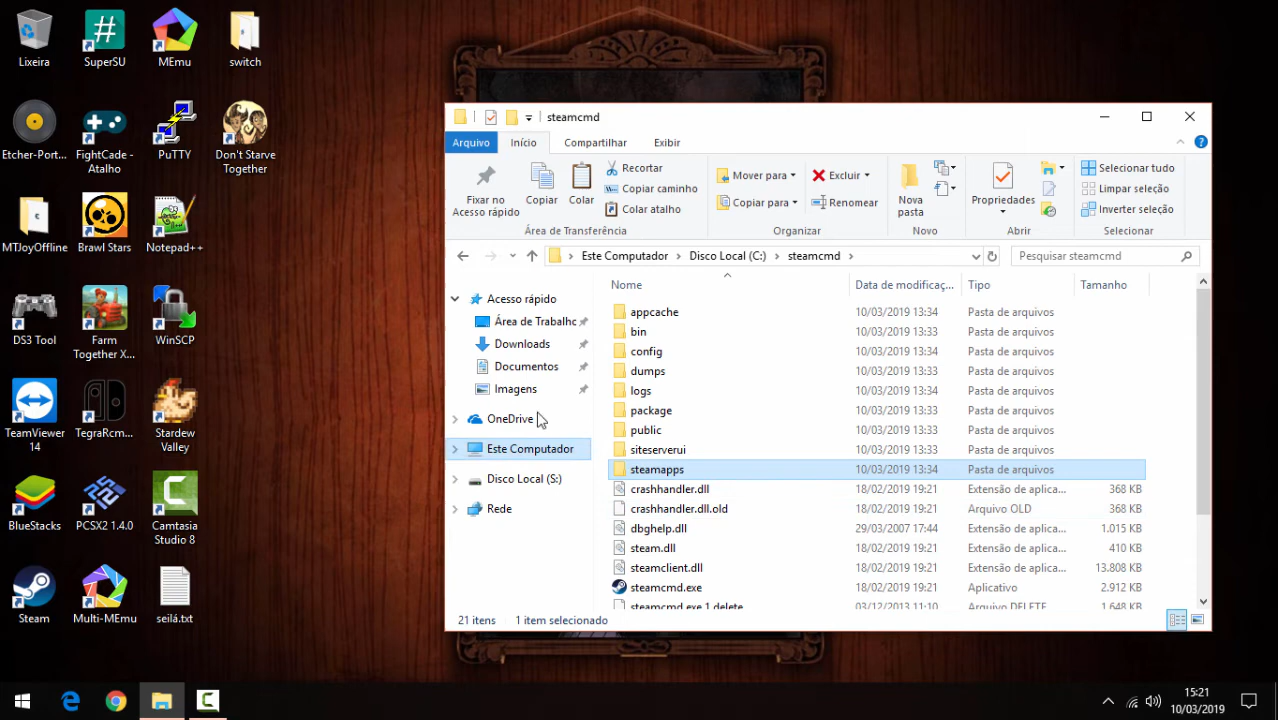 Lixeira
SuperSU
MEmu
switch
Etcher-Port...
FightCade - Atalho
PuTTY
Don't Starve Together
MTJoyOffline
Brawl Stars
Notepad++
DS3 Tool
Farm Together X...
WinSCP
TeamViewer 14
TegraRcm...
Stardew Valley
BlueStacks
PCSX2 1.4.0
Camtasia Studio 8
Steam
Multi-MEmu
seilá.txt
steamcmd
Arquivo Início Compartilhar Exibir
Fixar no Acesso rápido
Copiar
Colar
Recortar
Copiar caminho
Colar atalho
Área de Transferência
Mover para
Copiar para
Excluir
Renomear
Organizar
Nova pasta
Novo
Propriedades
Abrir
Selecionar tudo
Limpar seleção
Inverter seleção
Selecionar
Este Computador Disco Local (C:) steamcmd
Pesquisar steamcmd
Acesso rápido
Área de Trabalho
Downloads
Documentos
Imagens
OneDrive
Este Computador
Disco Local (S:)
Rede
Nome Data de modificaç... Tipo Tamanho
appcache 10/03/2019 13:34 Pasta de arquivos
bin 10/03/2019 13:33 Pasta de arquivos
config 10/03/2019 13:34 Pasta de arquivos
dumps 10/03/2019 13:33 Pasta de arquivos
logs 10/03/2019 13:34 Pasta de arquivos
package 10/03/2019 13:33 Pasta de arquivos
public 10/03/2019 13:33 Pasta de arquivos
siteserverui 10/03/2019 13:33 Pasta de arquivos
steamapps 10/03/2019 13:34 Pasta de arquivos
crashhandler.dll 18/02/2019 19:21 Extensão de aplica... 368 KB
crashhandler.dll.old 18/02/2019 19:21 Arquivo OLD 368 KB
dbghelp.dll 29/03/2007 17:44 Extensão de aplica... 1.015 KB
steam.dll 18/02/2019 19:21 Extensão de aplica... 410 KB
steamclient.dll 18/02/2019 19:21 Extensão de aplica... 13.808 KB
steamcmd.exe 18/02/2019 19:21 Aplicativo 2.912 KB
steamcmd.exe.1.delete 03/12/2013 11:10 Arquivo DELETE 1.648 KB
21 itens 1 item selecionado
15:21
10/03/2019